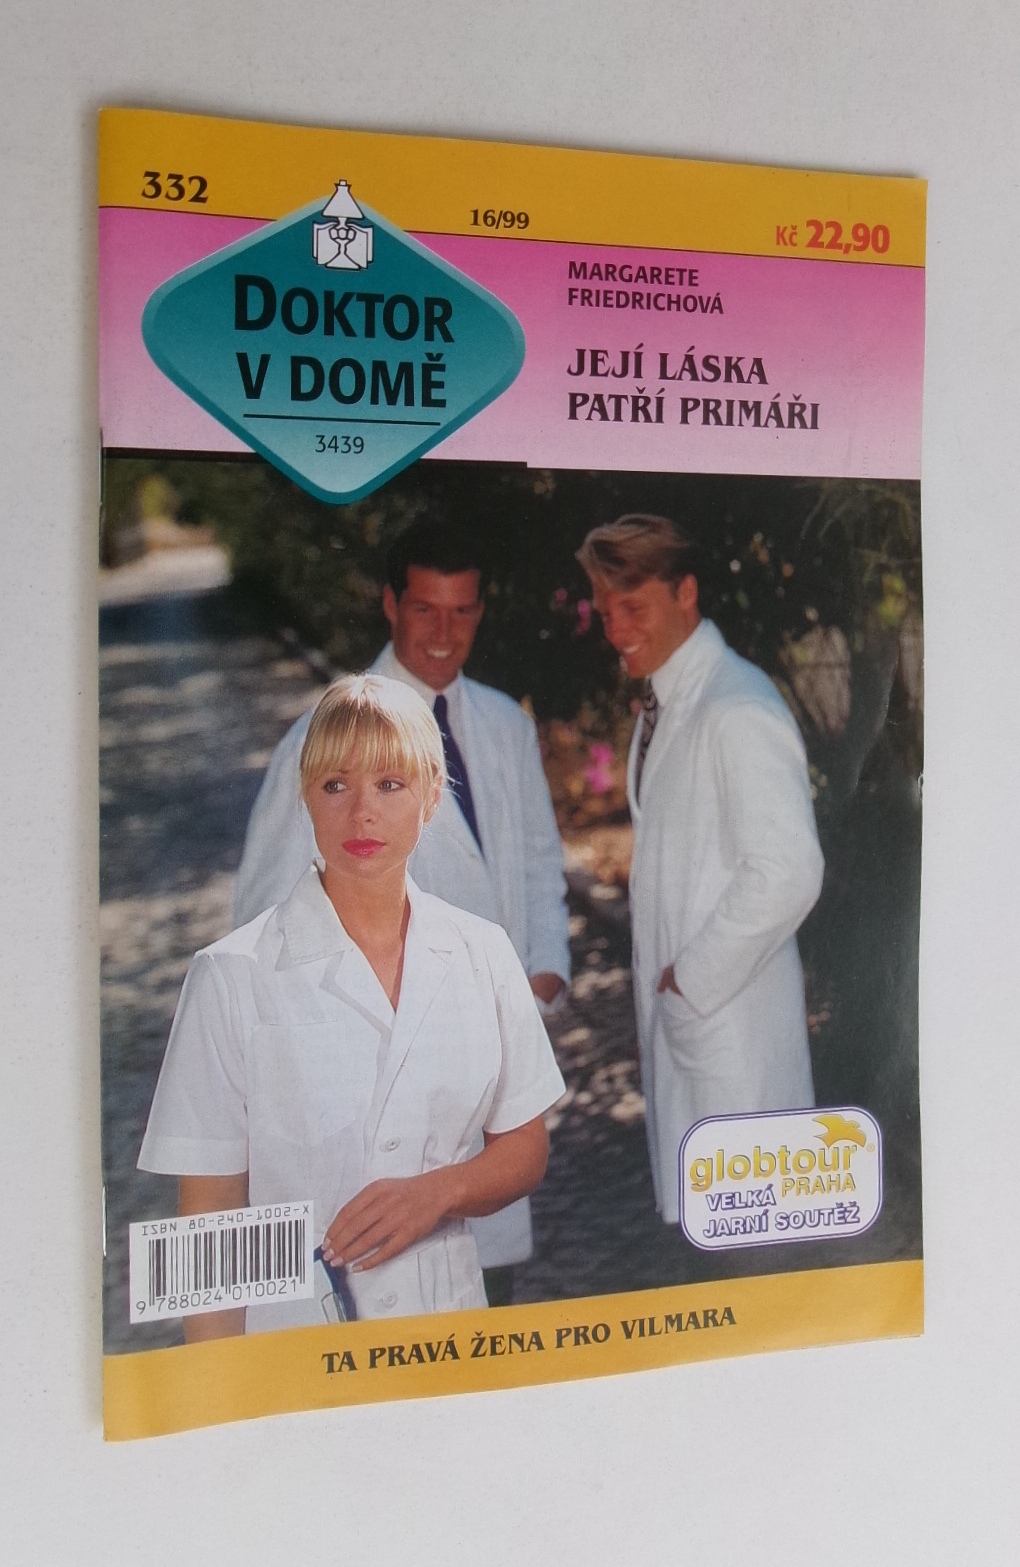 332
16/99
Kč 22,90
DOKTOR
V DOMĚ
3439
MARGARETE
FRIEDRICHOVÁ
JEJÍ LÁSKA
PATŘÍ PRIMÁŘI
globtour®
PRAHA
VELKÁ
JARNÍ SOUTĚŽ
ISBN 80-240-1002-X
9 788024 010021
TA PRAVÁ ŽENA PRO VILMARA